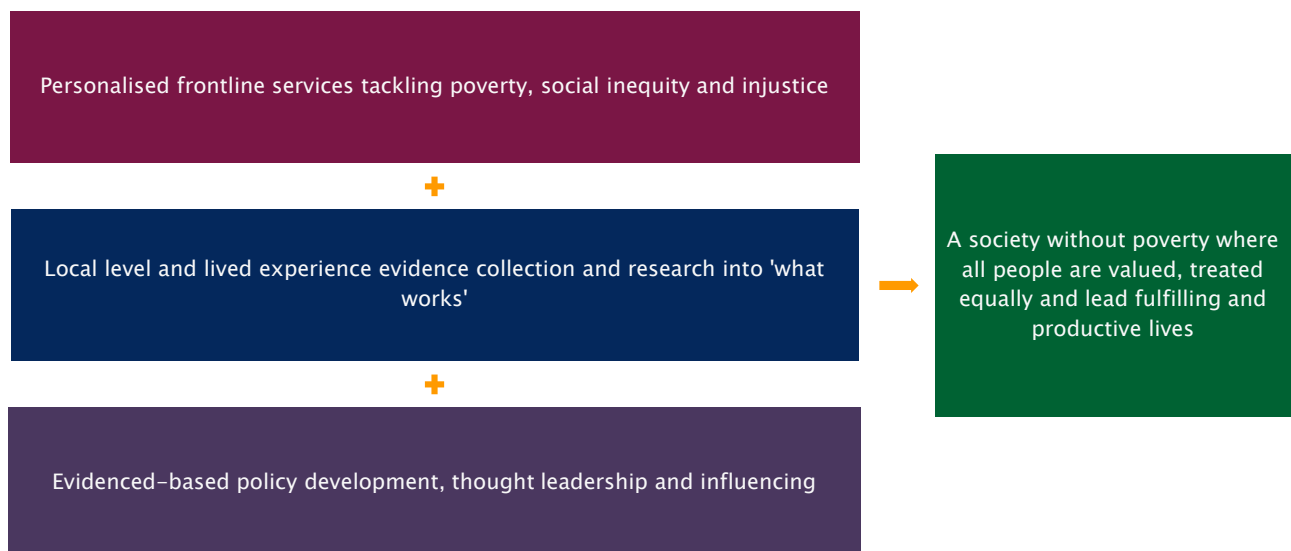 Personalised frontline services tackling poverty, social inequity and injustice
Local level and lived experience evidence collection and research into 'what
works'
A society without poverty where
all people are valued, treated
equally and lead fulfilling and
productive lives
Evidenced-based policy development, thought leadership and influencing